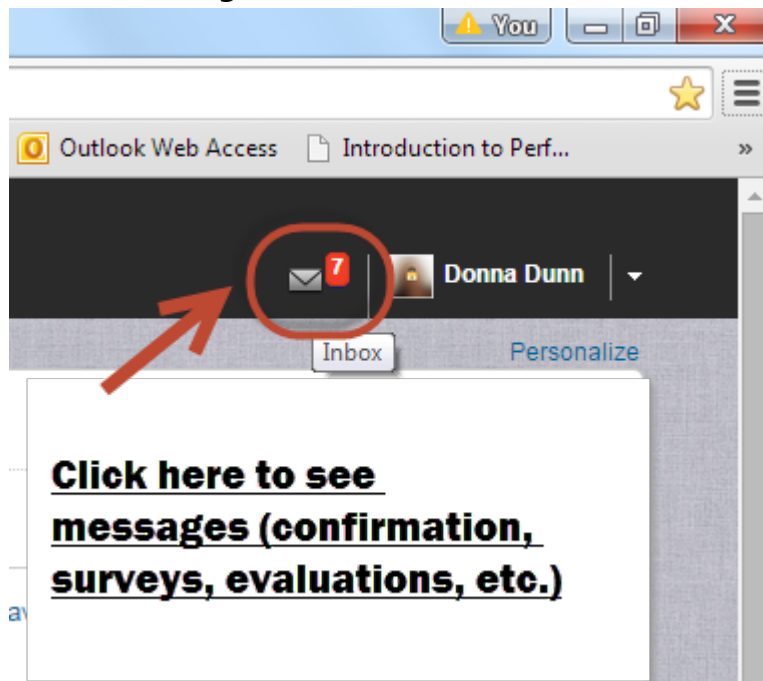 You
Outlook Web Access Introduction to Perf... »
7 Donna Dunn
Inbox Personalize
Click here to see
messages (confirmation,
surveys, evaluations, etc.)